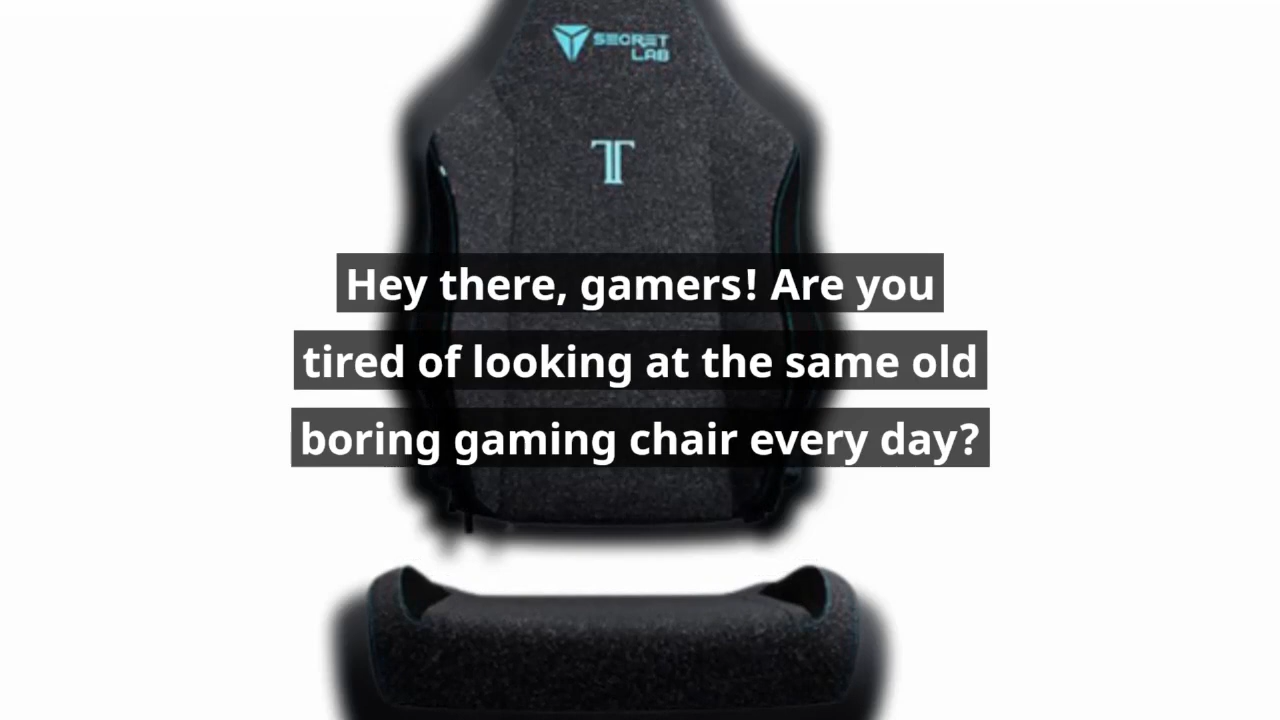 SECRET
LAB
T
Hey there, gamers! Are you
tired of looking at the same old
boring gaming chair every day?